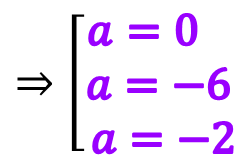 a = 0
⇒ [ a = −6
a = −2